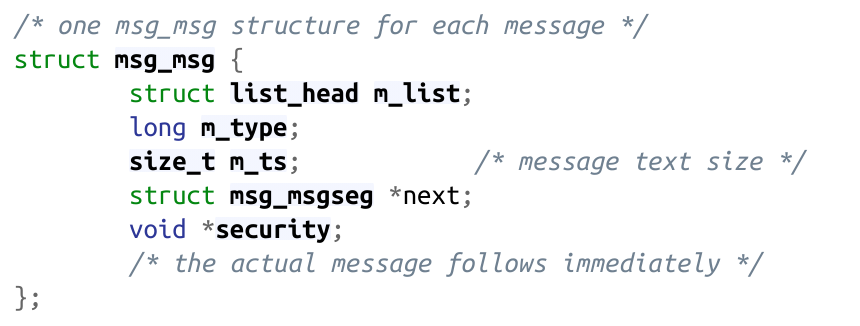 /* one msg_msg structure for each message */
struct msg_msg {
        struct list_head m_list;
        long m_type;
        size_t m_ts;            /* message text size */
        struct msg_msgseg *next;
        void *security;
        /* the actual message follows immediately */
};